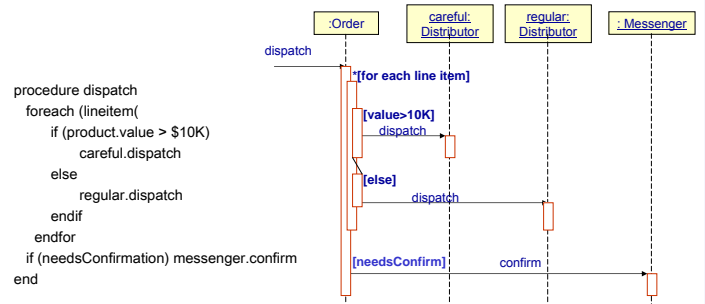 :Order
careful:
Distributor
regular:
Distributor
: Messenger
dispatch
*[for each line item]
[value>10K]
dispatch
[else]
dispatch
[needsConfirm]
confirm
procedure dispatch
foreach (lineitem(
if (product.value > $10K)
careful.dispatch
else
regular.dispatch
endif
endfor
if (needsConfirmation) messenger.confirm
end